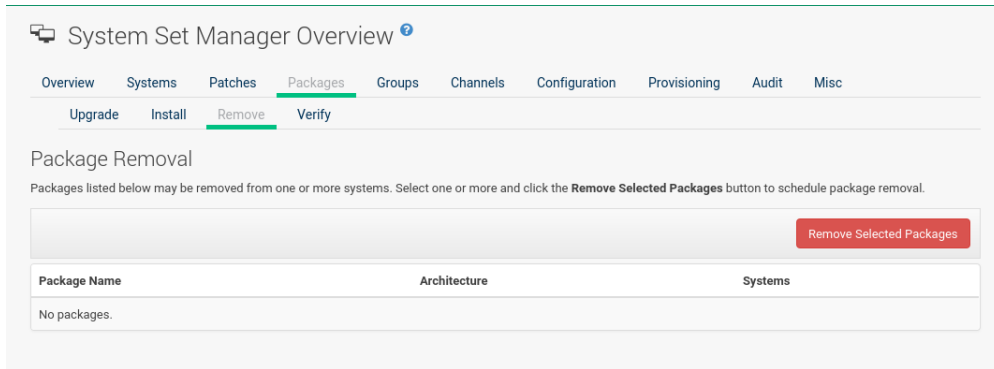 System Set Manager Overview ?
Overview Systems Patches Packages Groups Channels Configuration Provisioning Audit Misc
Upgrade Install Remove Verify
Package Removal
Packages listed below may be removed from one or more systems. Select one or more and click the Remove Selected Packages button to schedule package removal.
Remove Selected Packages
Package Name Architecture Systems
No packages.